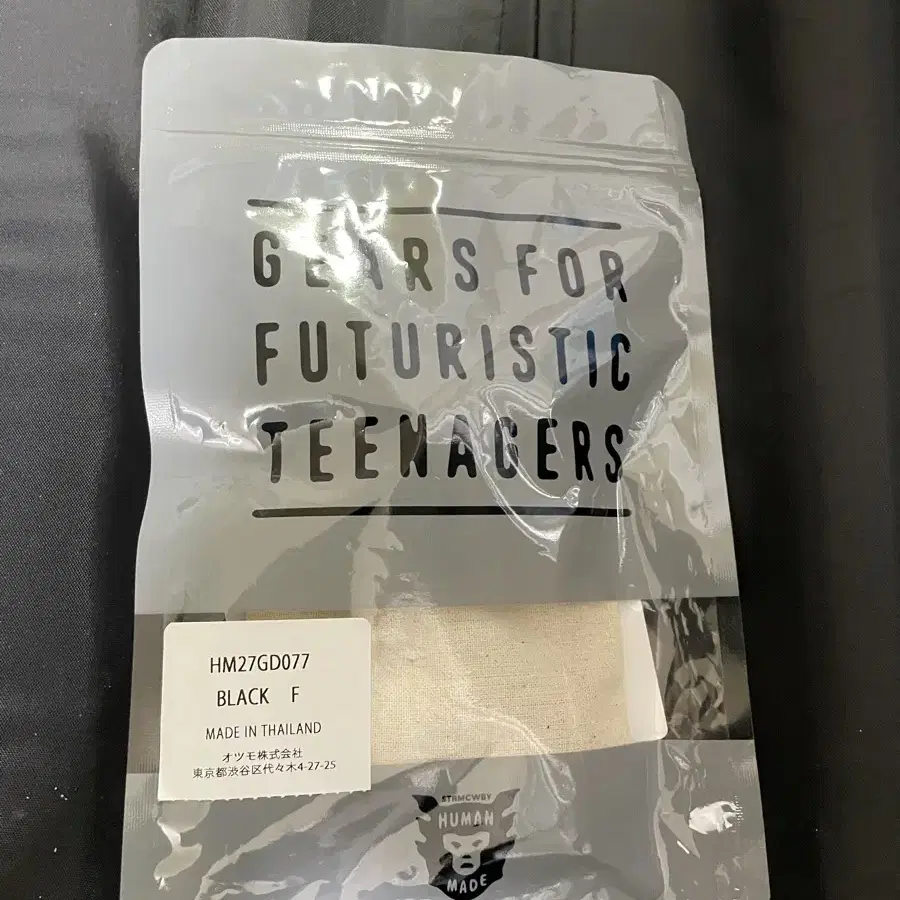 GEARS FOR
FUTURISTIC
TEENAGERS
HM27GD077
BLACK F
MADE IN THAILAND
オツモ株式会社
東京都渋谷区代々木4-27-25
STRMCWBY
HUMAN
MADE